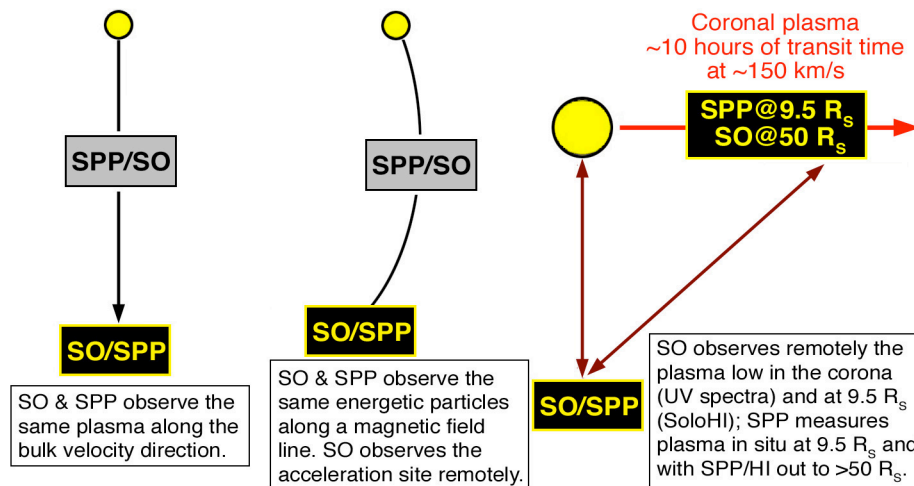 SPP/SO
SO/SPP
SO & SPP observe the
same plasma along the
bulk velocity direction.
SPP/SO
SO/SPP
SO & SPP observe the
same energetic particles
along a magnetic field
line. SO observes the
acceleration site remotely.
Coronal plasma
~10 hours of transit time
at ~150 km/s
SPP@9.5 Rs
SO@50 Rs
SO/SPP
SO observes remotely the
plasma low in the corona
(UV spectra) and at 9.5 Rs
(SoloHI); SPP measures
plasma in situ at 9.5 Rs and
with SPP/HI out to >50 Rs.